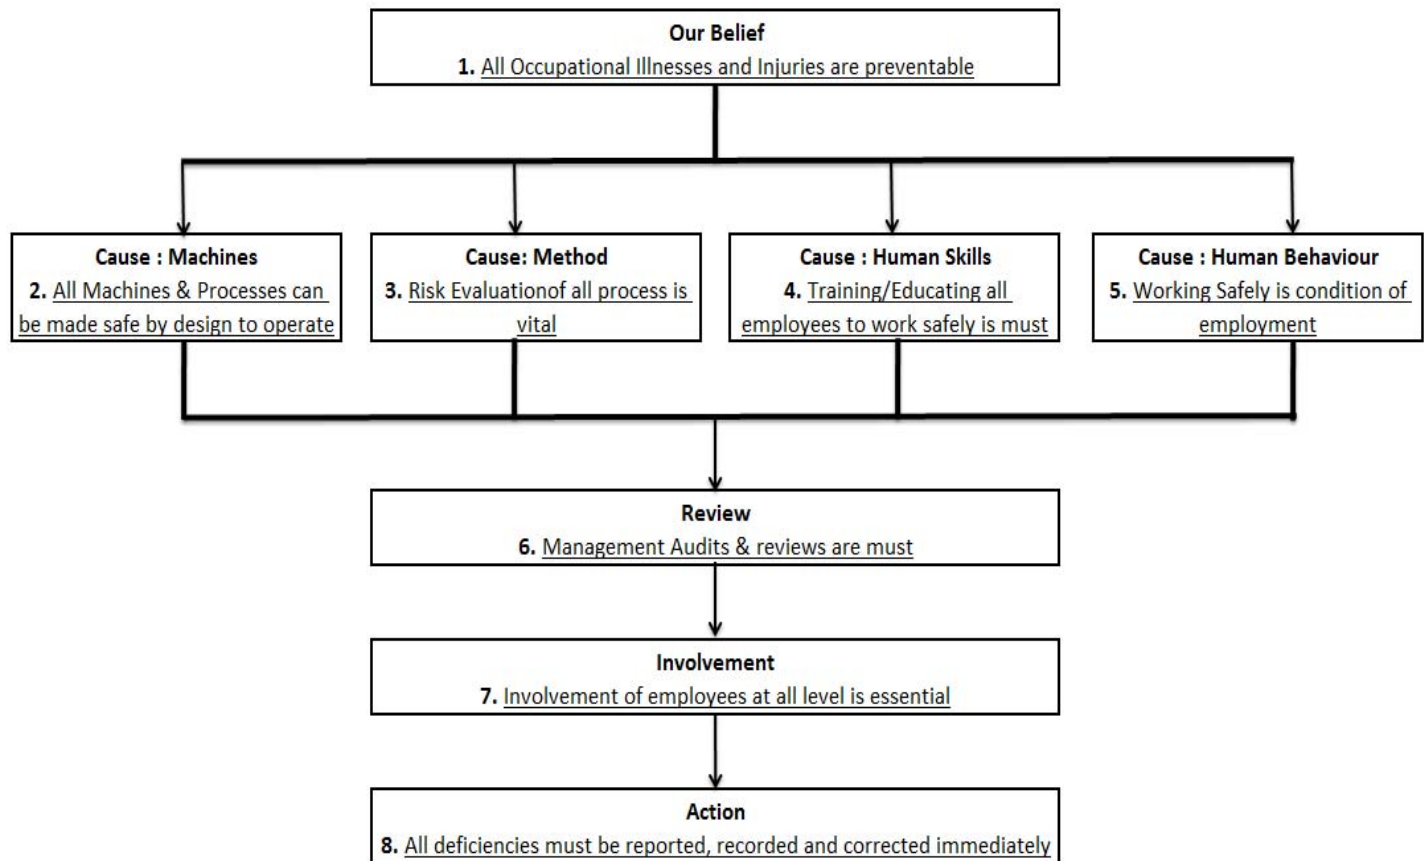 Our Belief
1. All Occupational Illnesses and Injuries are preventable
Cause : Machines
2. All Machines & Processes can
be made safe by design to operate
Cause: Method
3. Risk Evaluationof all process is
vital
Cause : Human Skills
4. Training/Educating all
employees to work safely is must
Cause : Human Behaviour
5. Working Safely is condition of
employment
Review
6. Management Audits & reviews are must
Involvement
7. Involvement of employees at all level is essential
Action
8. All deficiencies must be reported, recorded and corrected immediately